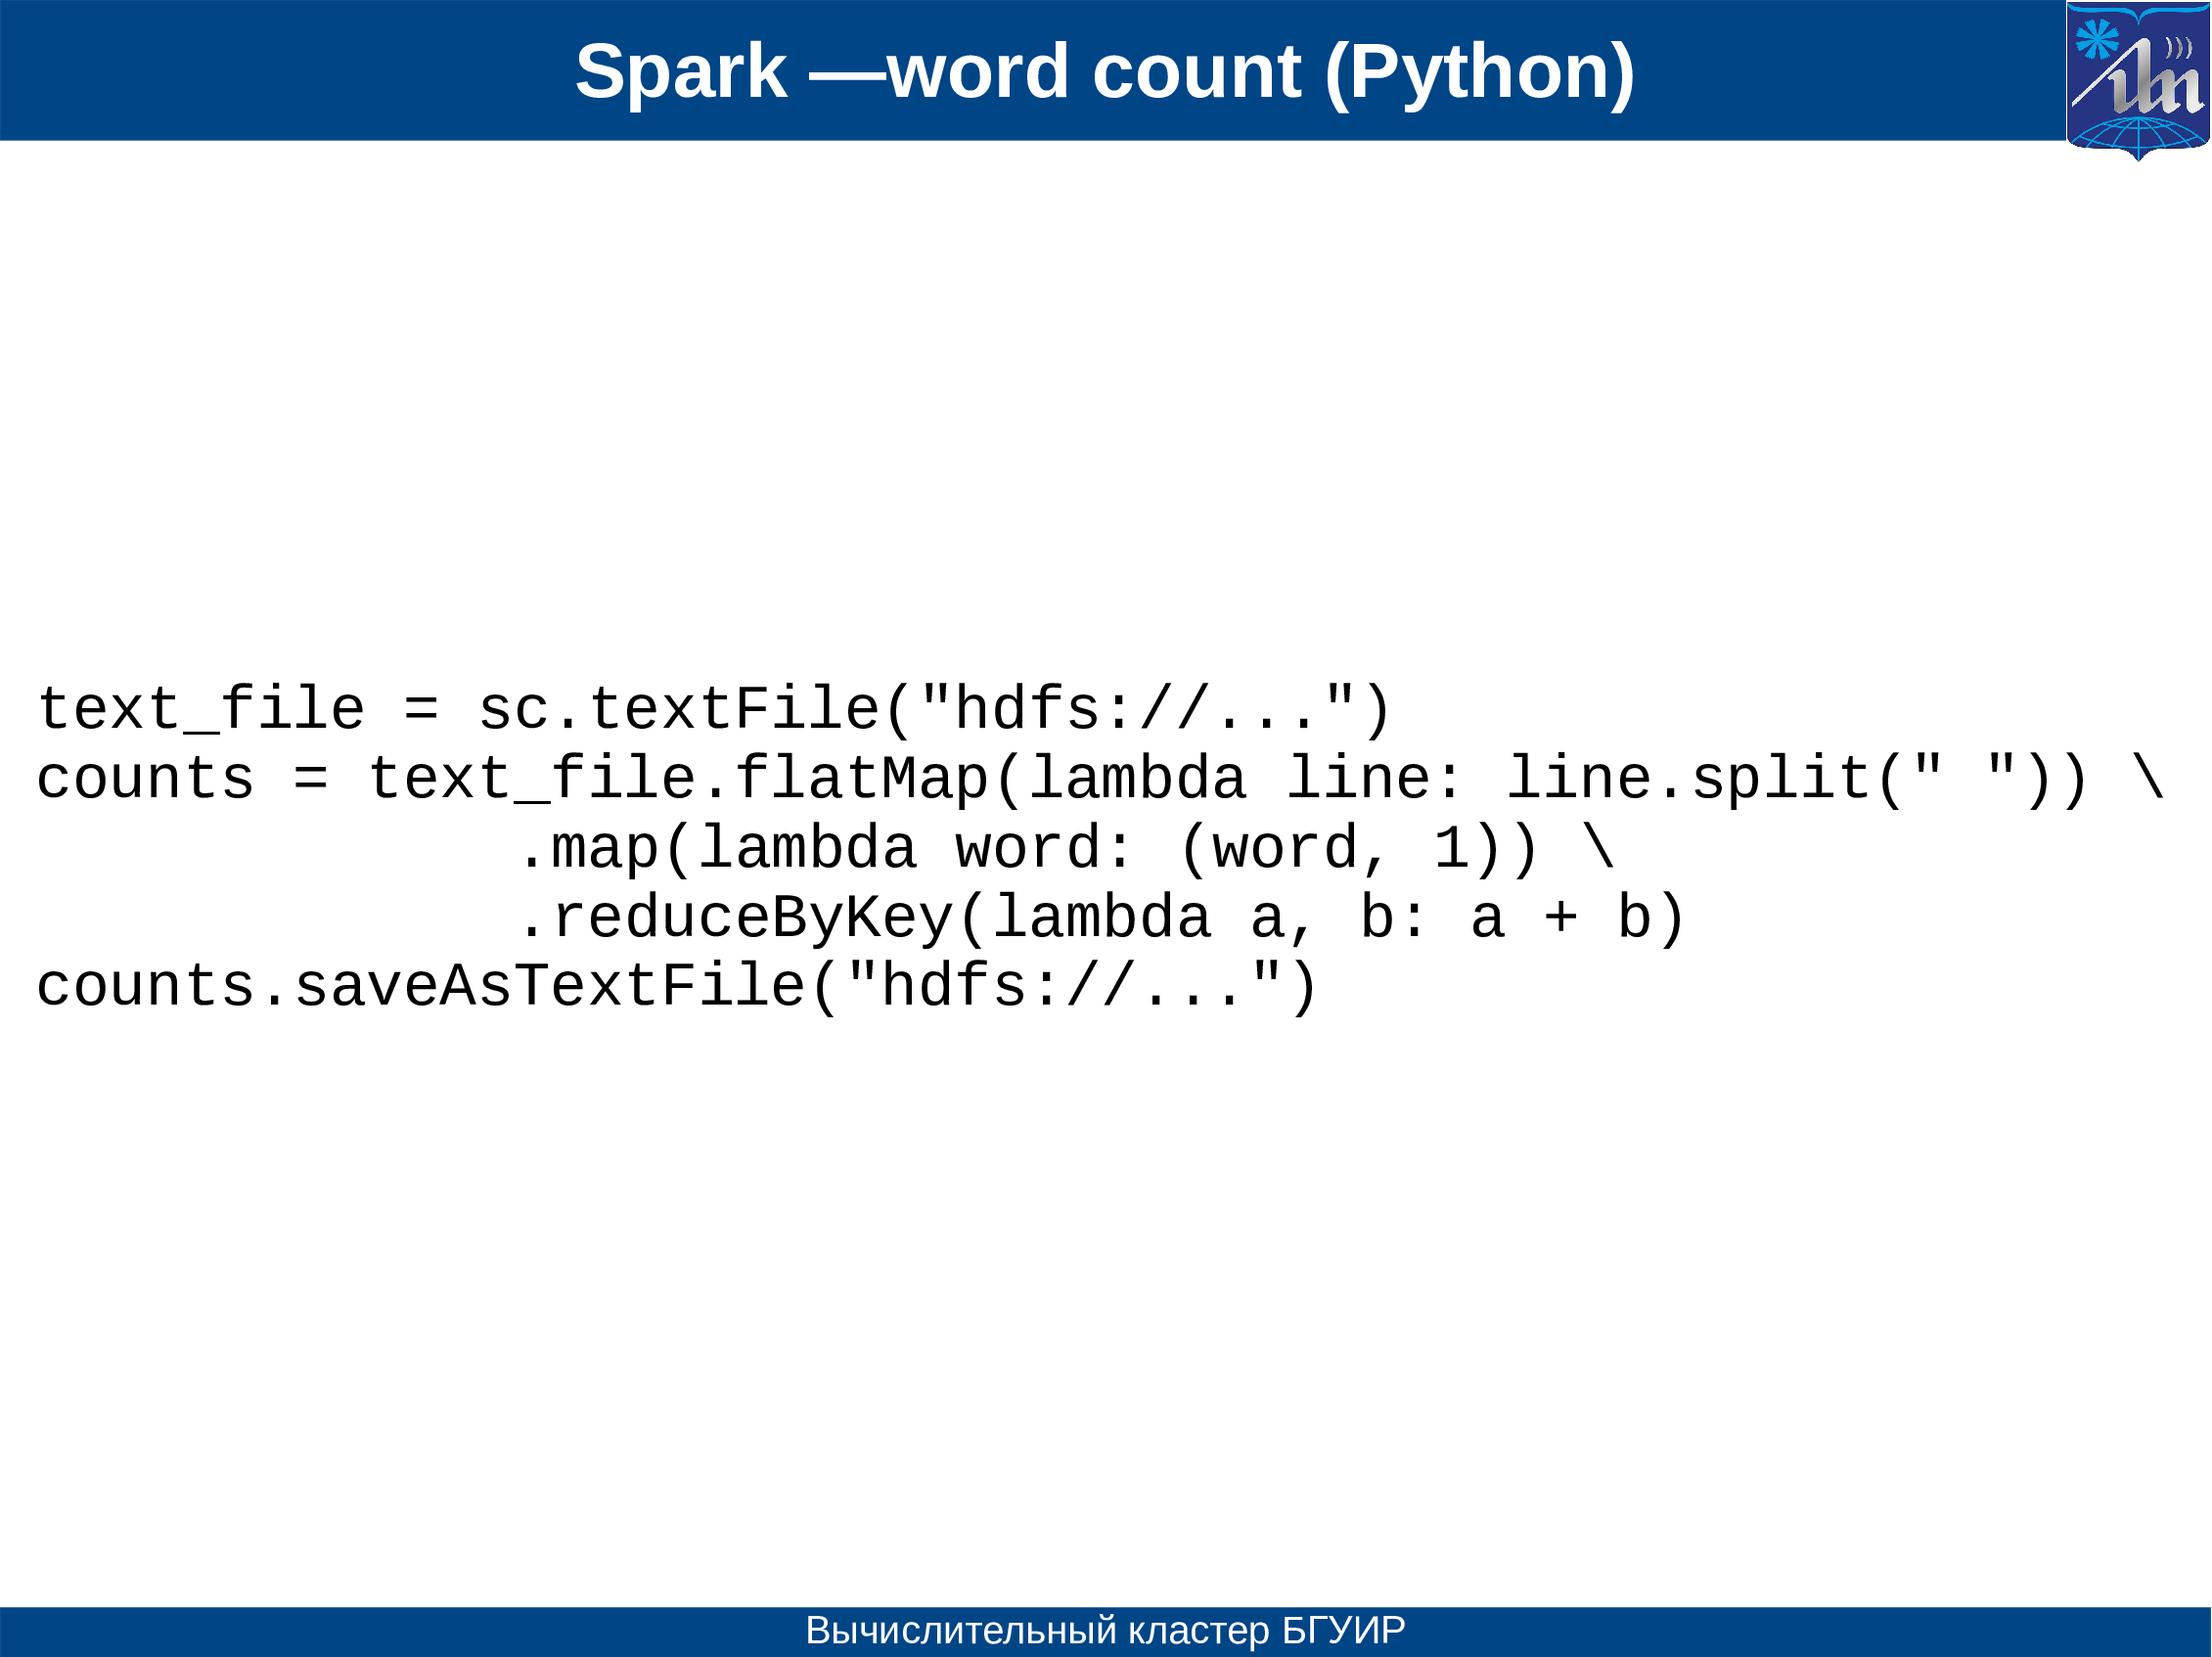 Spark —word count (Python)
text_file = sc.textFile("hdfs://...")
counts = text_file.flatMap(lambda line: line.split(" ")) \
             .map(lambda word: (word, 1)) \
             .reduceByKey(lambda a, b: a + b)
counts.saveAsTextFile("hdfs://...")
Вычислительный кластер БГУИР